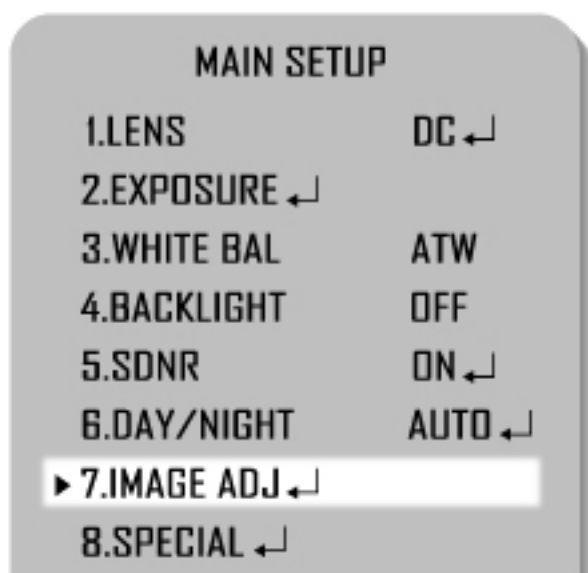 MAIN SETUP
1.LENS DC↵
2.EXPOSURE↵
3.WHITE BAL ATW
4.BACKLIGHT OFF
5.SDNR ON↵
6.DAY/NIGHT AUTO↵
▶7.IMAGE ADJ↵
8.SPECIAL↵